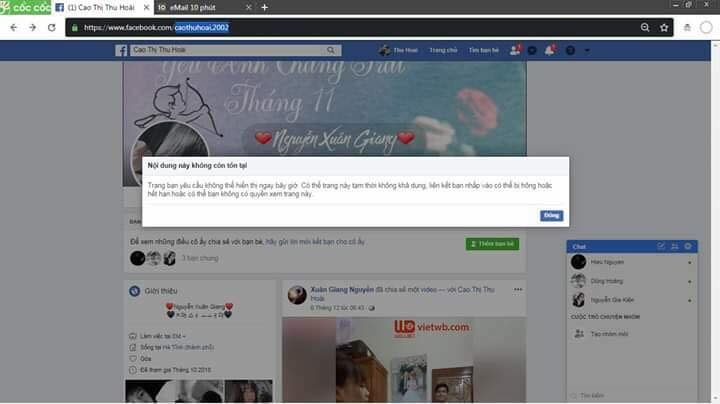 cốc cốc
(1) Cao Thị Thu Hoài
10 eMail 10 phút
https://www.facebook.com/caothuhoai.2002
Cao Thị Thu Hoài
Thu Hoai Trang chủ Tìm bạn bè
Yêu Anh Chàng Trai
Tháng 11
Nguyễn Xuân Giang
Nội dung này không còn tồn tại
Trang bạn yêu cầu không thể hiển thị ngay bây giờ. Có thể trang này tạm thời không khả dụng, liên kết bạn nhấp vào có thể bị hỏng hoặc
hết hạn hoặc có thể bạn không có quyền xem trang này.
Đóng
Để xem những điều cô ấy chia sẻ với bạn bè, hãy gửi lời mời kết bạn cho cô ấy.
Thêm bạn bè
3 bạn chung
Giới thiệu
Nguyễn Xuân Giang
Làm việc tại
Sống tại Hà Tĩnh (thành phố)
Góa
Đã tham gia Tháng
Xuân Giang Nguyễn đã chia sẻ một video — với Cao Thị Thu
Hoài.
6 Tháng 12 lúc 06:43
vietwb.com
Chat
Hieu Nguyen
Dũng Hoàng
Nguyễn Gia Kiên
CUỘC TRÒ CHUYỆN NHÓM
Tạo nhóm mới
Tìm kiếm